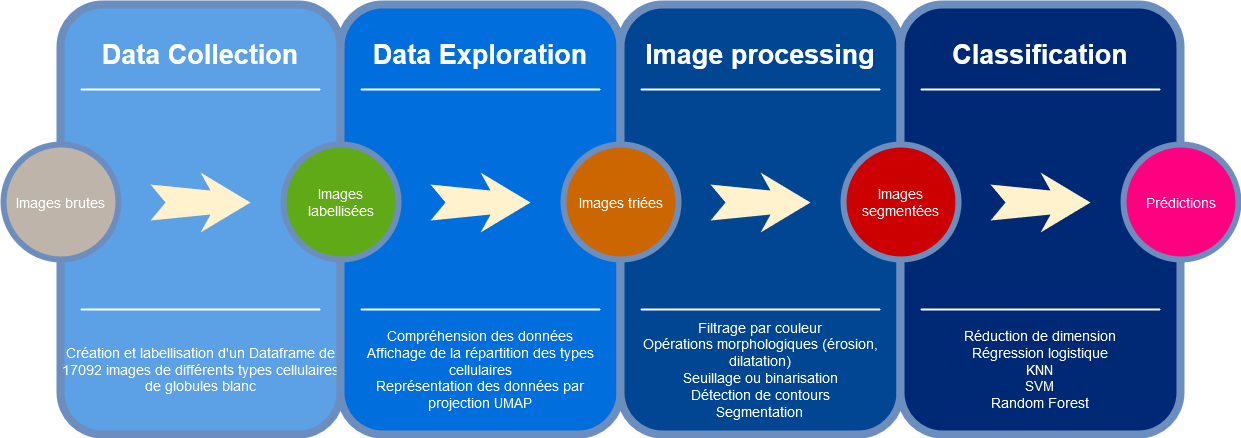 Data Collection
Images brutes
Images
labellisées
Création et labellisation d'un Dataframe de
17092 images de différents types cellulaires
de globules blanc
Data Exploration
Images triées
Compréhension des données
Affichage de la répartition des types
cellulaires
Représentation des données par
projection UMAP
Image processing
Images
segmentées
Filtrage par couleur
Opérations morphologiques (érosion,
dilatation)
Seuillage ou binarisation
Détection de contours
Segmentation
Classification
Prédictions
Réduction de dimension
Régression logistique
KNN
SVM
Random Forest